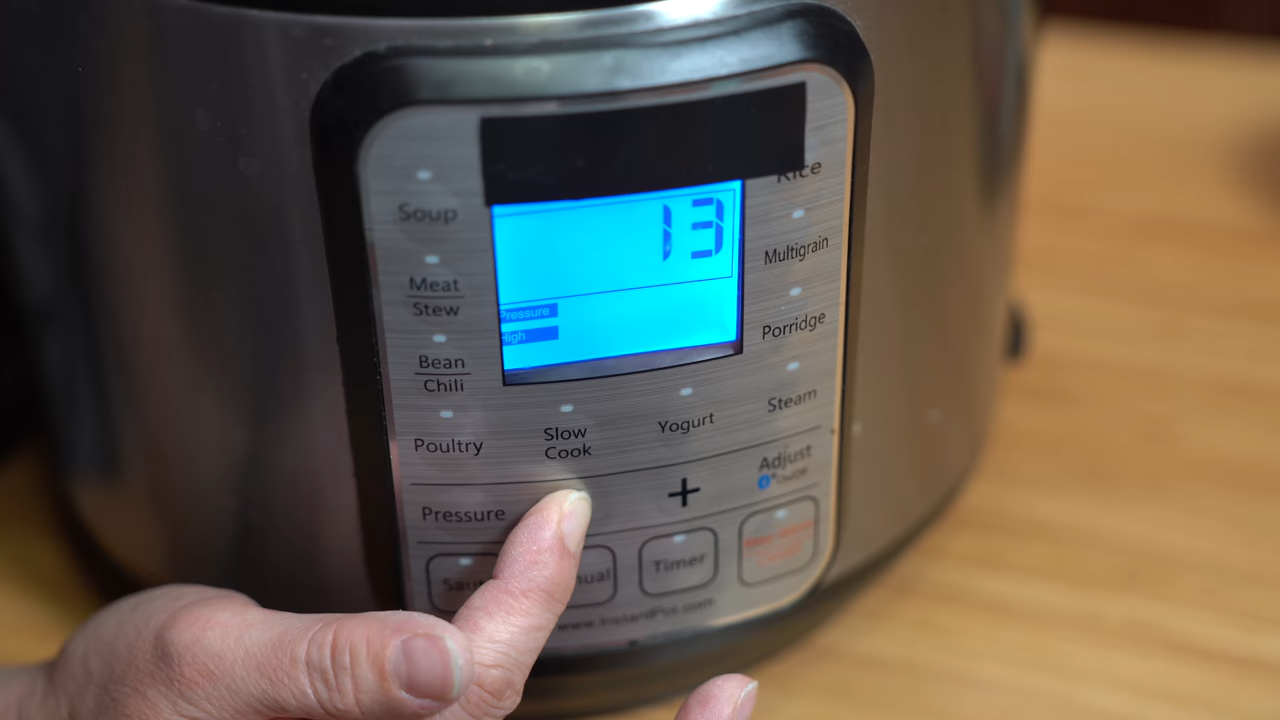 13
Pressure
High
Soup
Meat
Stew
Bean
Chili
Poultry
Slow
Cook
Yogurt
Rice
Multigrain
Porridge
Steam
Pressure
+
Adjust
Timer
www.InstantPot.com